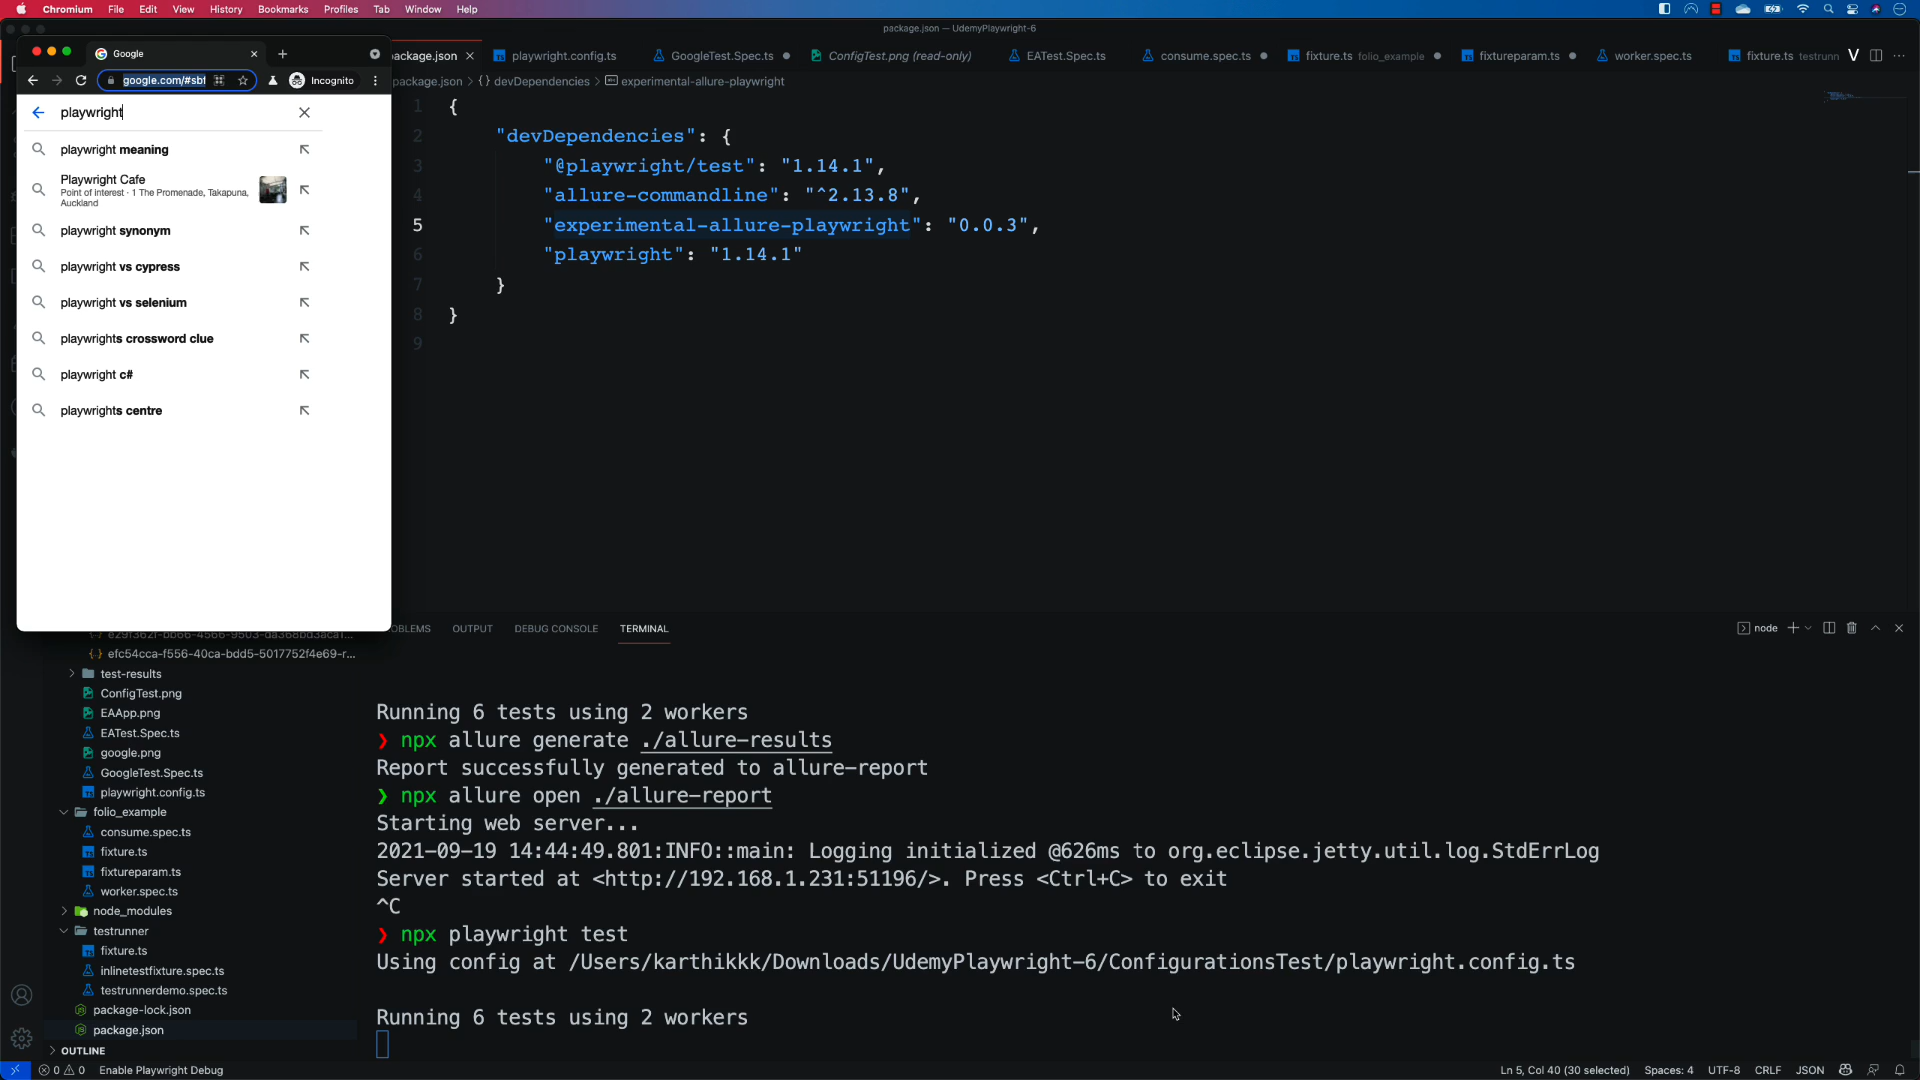 Chromium File Edit View History Bookmarks Profiles Tab Window Help
package.json — UdemyPlaywright-6
Google
google.com/#sbf
Incognito
playwright
playwright meaning
Playwright Cafe
Point of interest · 1 The Promenade, Takapuna,
Auckland
playwright synonym
playwright vs cypress
playwright vs selenium
playwrights crossword clue
playwright c#
playwrights centre
package.json playwright.config.ts GoogleTest.Spec.ts ConfigTest.png (read-only) EATest.Spec.ts consume.spec.ts fixture.ts folio_example fixtureparam.ts worker.spec.ts fixture.ts testrunn
package.json > {} devDependencies > experimental-allure-playwright
1 {
2 "devDependencies": {
3 "@playwright/test": "1.14.1",
4 "allure-commandline": "^2.13.8",
5 "experimental-allure-playwright": "0.0.3",
6 "playwright": "1.14.1"
7 }
8 }
9
OBLEMS OUTPUT DEBUG CONSOLE TERMINAL
node
efc54cca-f556-40ca-bdd5-5017752f4e69-r...
test-results
ConfigTest.png
EAApp.png
EATest.Spec.ts
google.png
GoogleTest.Spec.ts
playwright.config.ts
folio_example
consume.spec.ts
fixture.ts
fixtureparam.ts
worker.spec.ts
node_modules
testrunner
fixture.ts
inlinetestfixture.spec.ts
testrunnerdemo.spec.ts
package-lock.json
package.json
OUTLINE
Running 6 tests using 2 workers
❯ npx allure generate ./allure-results
Report successfully generated to allure-report
❯ npx allure open ./allure-report
Starting web server...
2021-09-19 14:44:49.801:INFO::main: Logging initialized @626ms to org.eclipse.jetty.util.log.StdErrLog
Server started at <http://192.168.1.231:51196/>. Press <Ctrl+C> to exit
^C
❯ npx playwright test
Using config at /Users/karthikkk/Downloads/UdemyPlaywright-6/ConfigurationsTest/playwright.config.ts
Running 6 tests using 2 workers
0 0 Enable Playwright Debug
Ln 5, Col 40 (30 selected) Spaces: 4 UTF-8 CRLF JSON